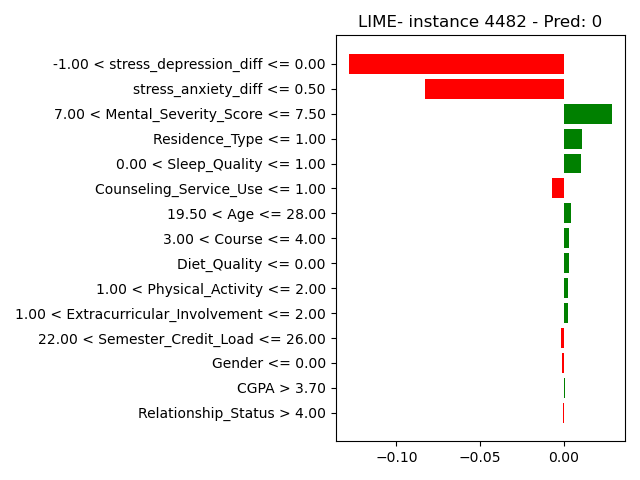 LIME- instance 4482 - Pred: 0
-1.00 < stress_depression_diff <= 0.00
stress_anxiety_diff <= 0.50
7.00 < Mental_Severity_Score <= 7.50
Residence_Type <= 1.00
0.00 < Sleep_Quality <= 1.00
Counseling_Service_Use <= 1.00
19.50 < Age <= 28.00
3.00 < Course <= 4.00
Diet_Quality <= 0.00
1.00 < Physical_Activity <= 2.00
1.00 < Extracurricular_Involvement <= 2.00
22.00 < Semester_Credit_Load <= 26.00
Gender <= 0.00
CGPA > 3.70
Relationship_Status > 4.00
−0.10 −0.05 0.00